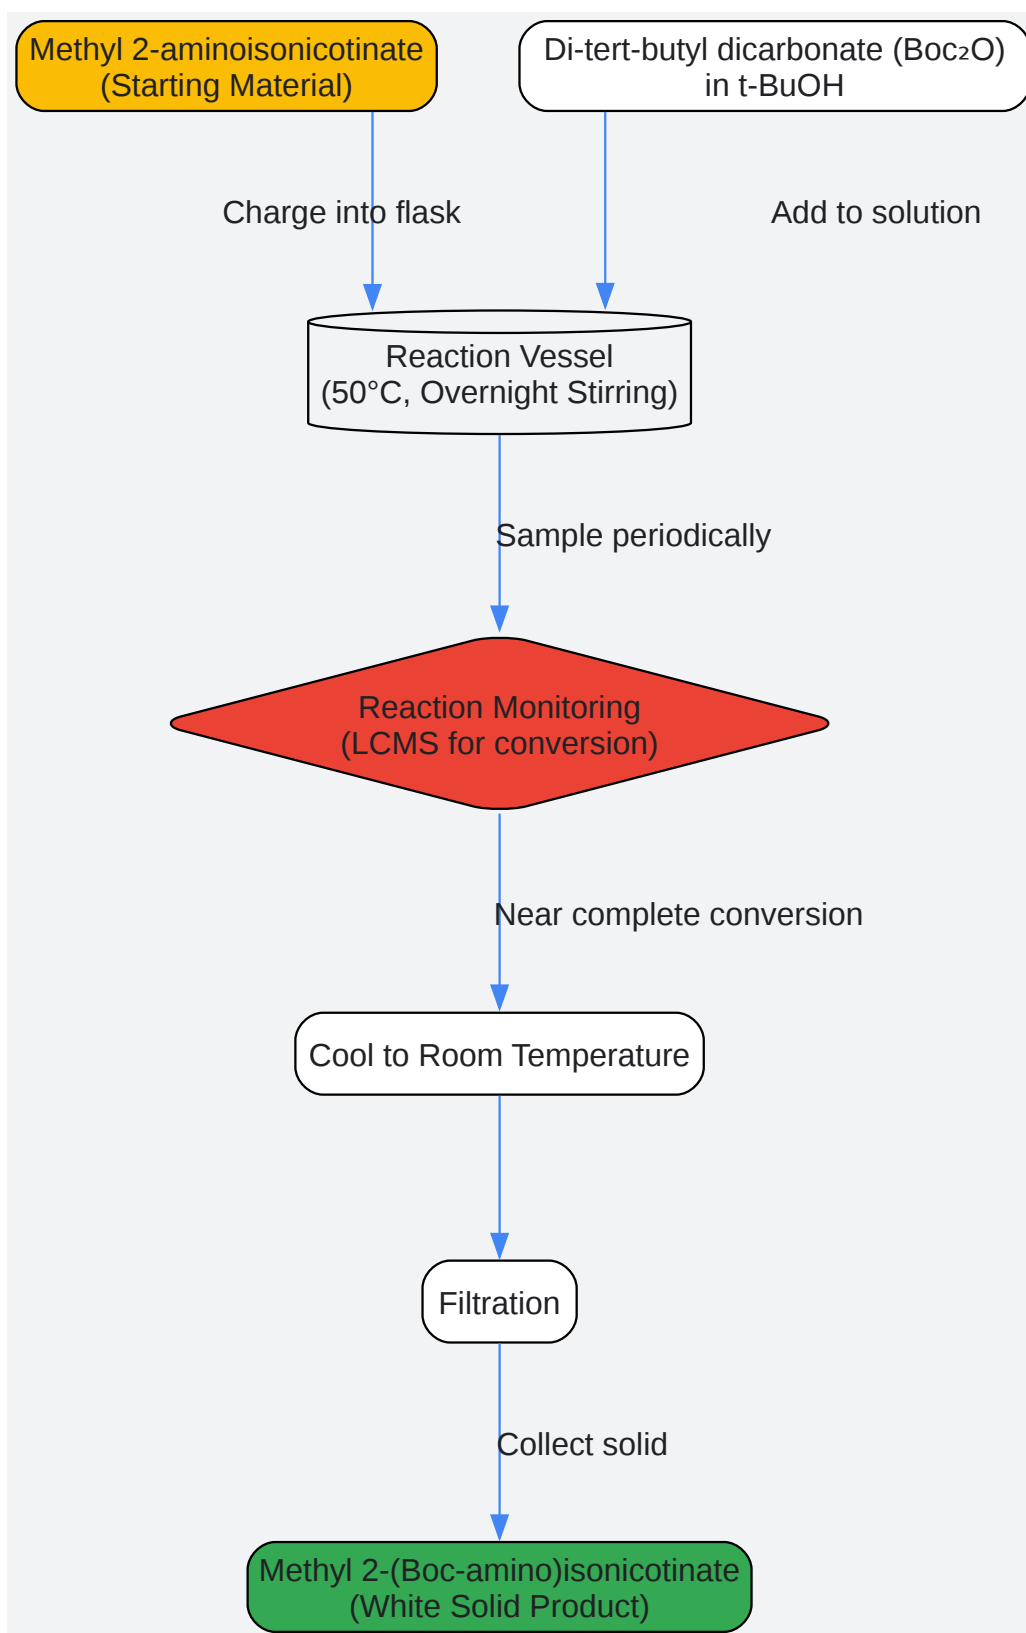 Methyl 2-aminoisonicotinate
(Starting Material)
Di-tert-butyl dicarbonate (Boc₂O)
in t-BuOH
Charge into flask
Add to solution
Reaction Vessel
(50°C, Overnight Stirring)
Sample periodically
Reaction Monitoring
(LCMS for conversion)
Near complete conversion
Cool to Room Temperature
Filtration
Collect solid
Methyl 2-(Boc-amino)isonicotinate
(White Solid Product)